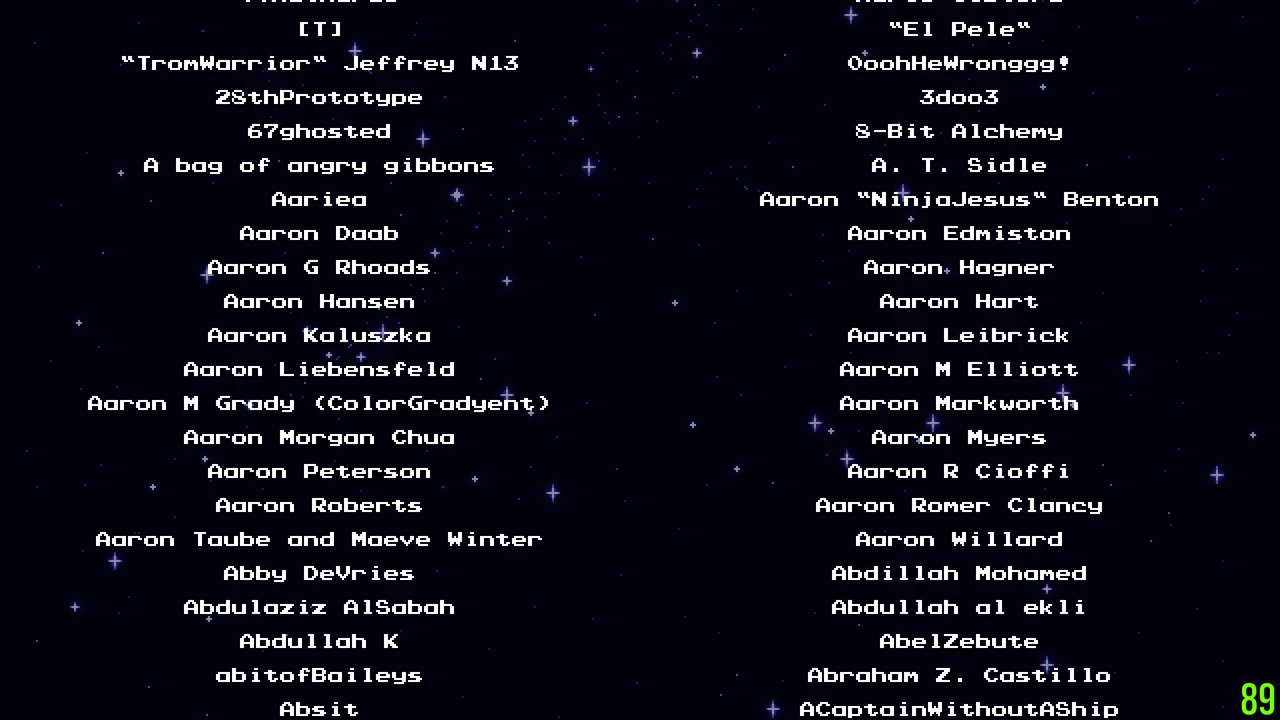 [T]
"El Pele"
"TromWarrior" Jeffrey N13
OoohHeWronggg!
28thPrototype
3doo3
67ghosted
8-Bit Alchemy
A bag of angry gibbons
A. T. Sidle
Aariea
Aaron "NinjaJesus" Benton
Aaron Daab
Aaron Edmiston
Aaron G Rhoads
Aaron Hagner
Aaron Hansen
Aaron Hart
Aaron Kaluszka
Aaron Leibrick
Aaron Liebensfeld
Aaron M Elliott
Aaron M Grady (ColorGradyent)
Aaron Markworth
Aaron Morgan Chua
Aaron Myers
Aaron Peterson
Aaron R Cioffi
Aaron Roberts
Aaron Romer Clancy
Aaron Taube and Maeve Winter
Aaron Willard
Abby DeVries
Abdillah Mohamed
Abdulaziz AlSabah
Abdullah al ekli
Abdullah K
AbelZebute
abitofBaileys
Abraham Z. Castillo
Absit
ACaptainWithoutAShip
89